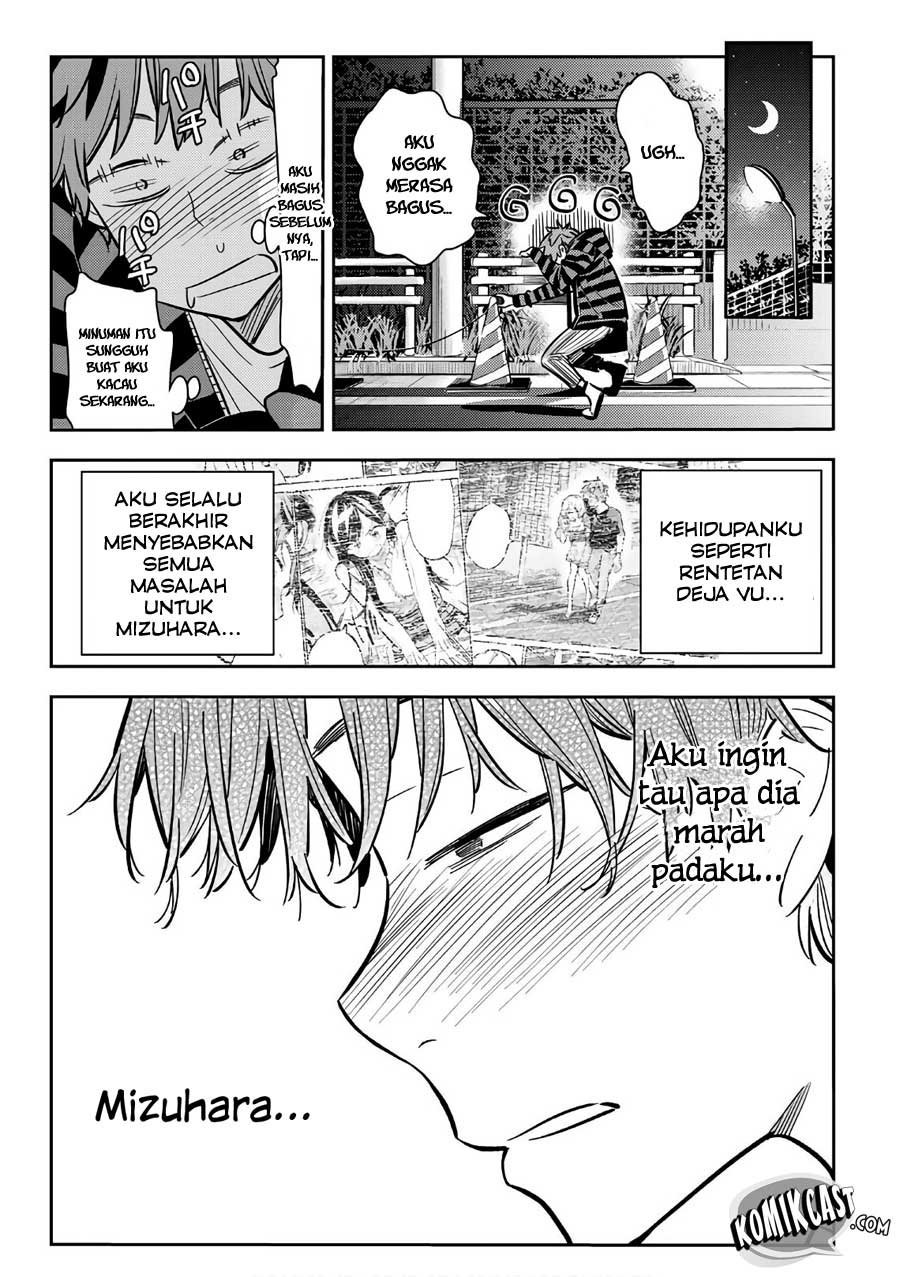 UGH...
AKU
NGGAK
MERASA
BAGUS...
AKU
MASIH
BAGUS
SEBELUM
NYA,
TAPI...
MINUMAN ITU
SUNGGUH
BUAT AKU
KACAU
SEKARANG...
KEHIDUPANKU
SEPERTI
RENTETAN
DEJA VU...
AKU SELALU
BERAKHIR
MENYEBABKAN
SEMUA
MASALAH
UNTUK
MIZUHARA...
Aku ingin
tau apa dia
marah
padaku...
Mizuhara...
KOMIKCAST
.COM